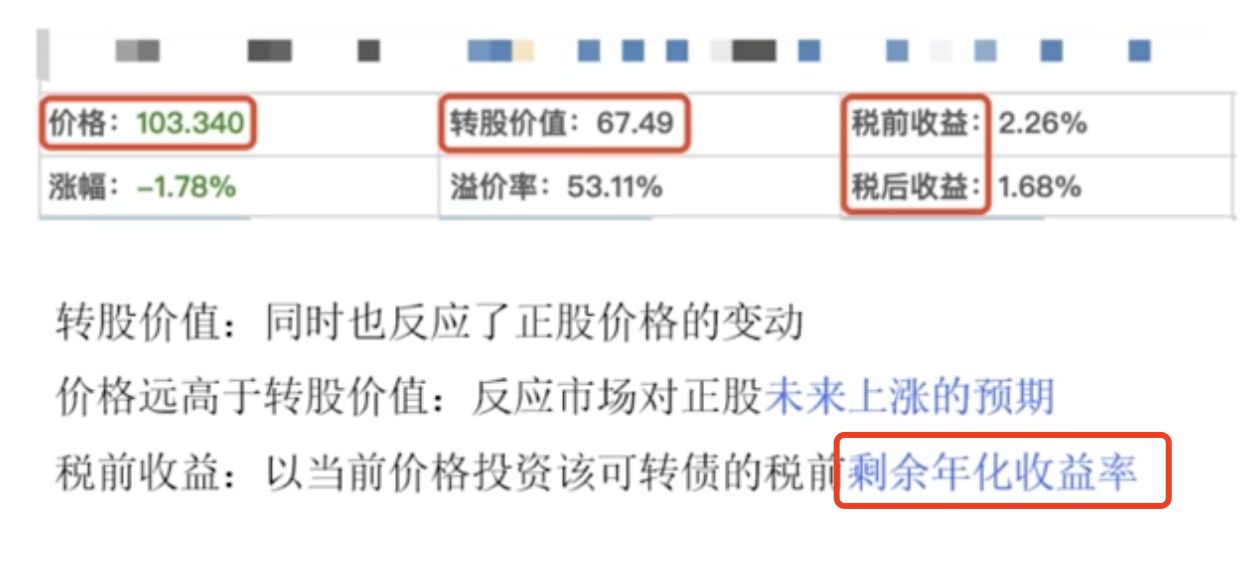 价格：103.340 转股价值：67.49 税前收益：2.26%
涨幅：-1.78% 溢价率：53.11% 税后收益：1.68%
转股价值：同时也反应了正股价格的变动
价格远高于转股价值：反应市场对正股未来上涨的预期
税前收益：以当前价格投资该可转债的税前剩余年化收益率